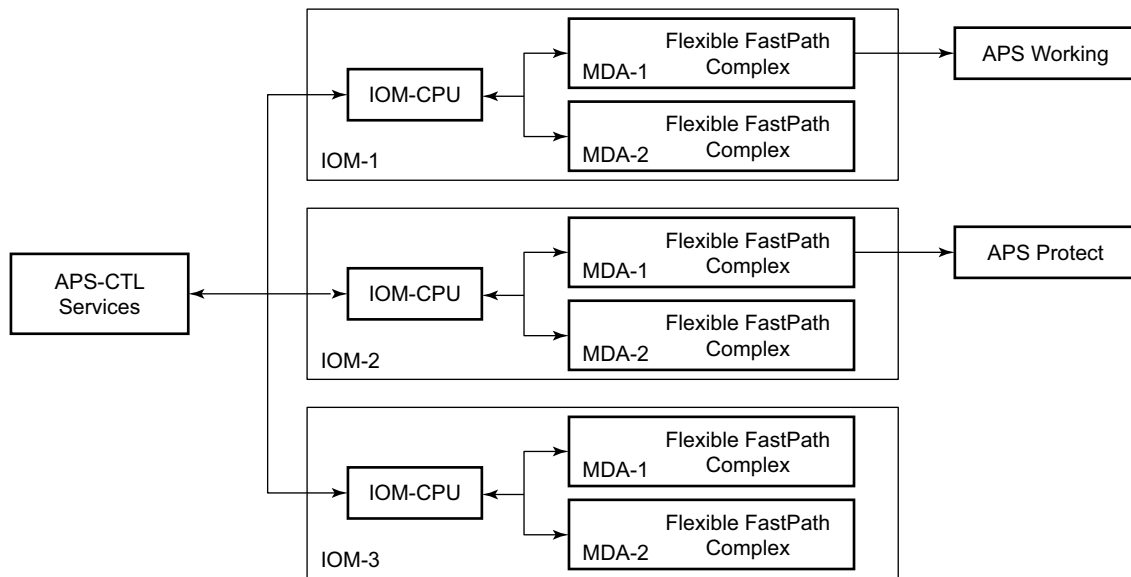 APS-CTL
Services
IOM-1
IOM-CPU
MDA-1
Flexible FastPath
Complex
MDA-2
Flexible FastPath
Complex
APS Working
IOM-2
IOM-CPU
MDA-1
Flexible FastPath
Complex
MDA-2
Flexible FastPath
Complex
APS Protect
IOM-3
IOM-CPU
MDA-1
Flexible FastPath
Complex
MDA-2
Flexible FastPath
Complex